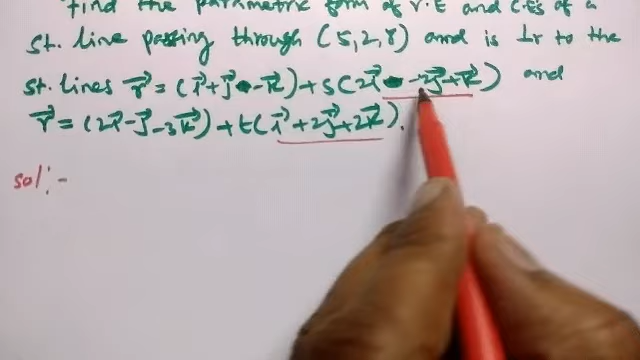 find the parametric form of V.E and C.E's of a
St. line passing through (5,2,8) and is ⊥r to the
St. lines r⃗ = (i⃗+j⃗-k⃗)+s(2i⃗-2j⃗+k⃗) and
r⃗ = (2i⃗-j⃗-3k⃗)+t(i⃗+2j⃗+2k⃗).
sol:-